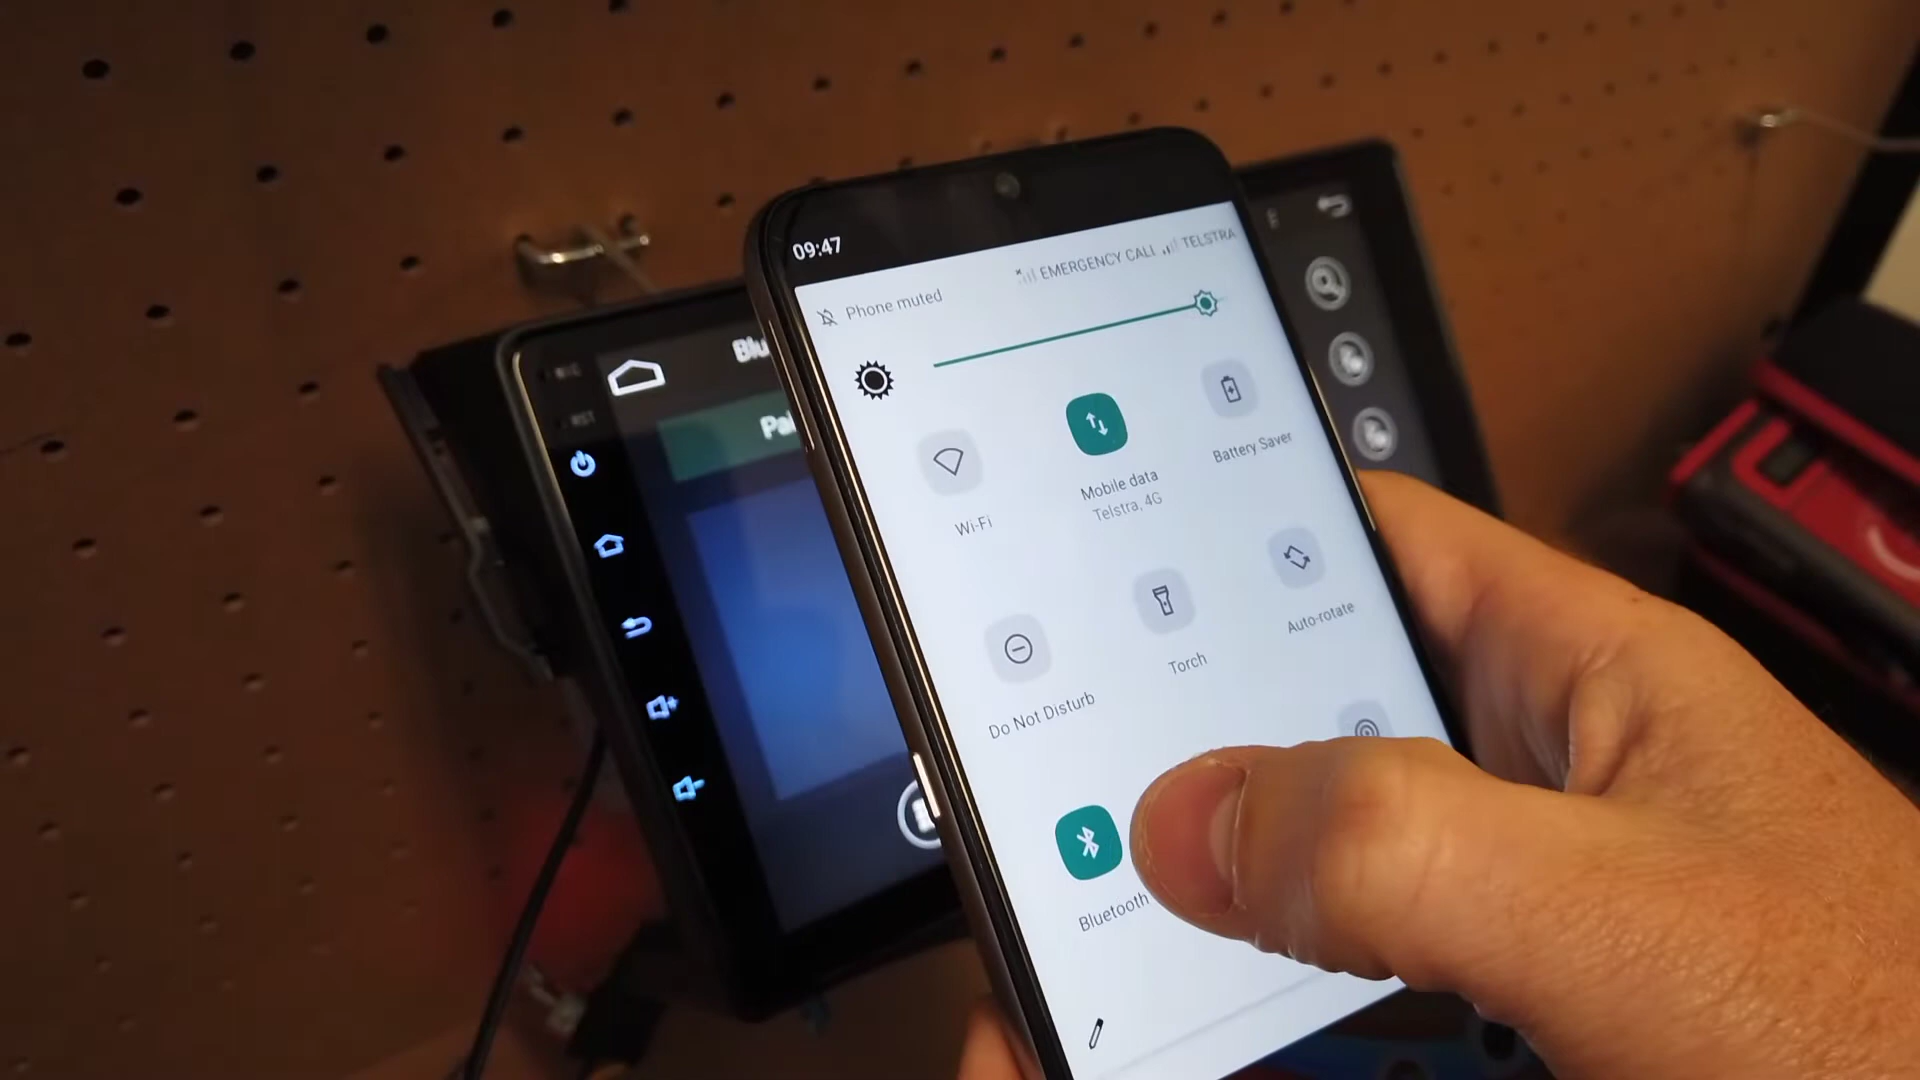 09:47
EMERGENCY CALL
TELSTRA
Phone muted
Wi-Fi
Mobile data
Telstra, 4G
Battery Saver
Do Not Disturb
Torch
Auto-rotate
Bluetooth
RST